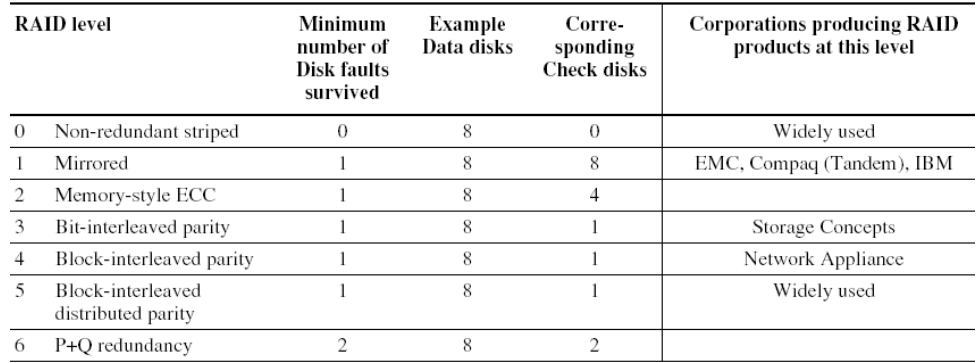 RAID level Minimum number of Disk faults survived Example Data disks Corre-sponding Check disks Corporations producing RAID products at this level
0 Non-redundant striped 0 8 0 Widely used
1 Mirrored 1 8 8 EMC, Compaq (Tandem), IBM
2 Memory-style ECC 1 8 4
3 Bit-interleaved parity 1 8 1 Storage Concepts
4 Block-interleaved parity 1 8 1 Network Appliance
5 Block-interleaved distributed parity 1 8 1 Widely used
6 P+Q redundancy 2 8 2